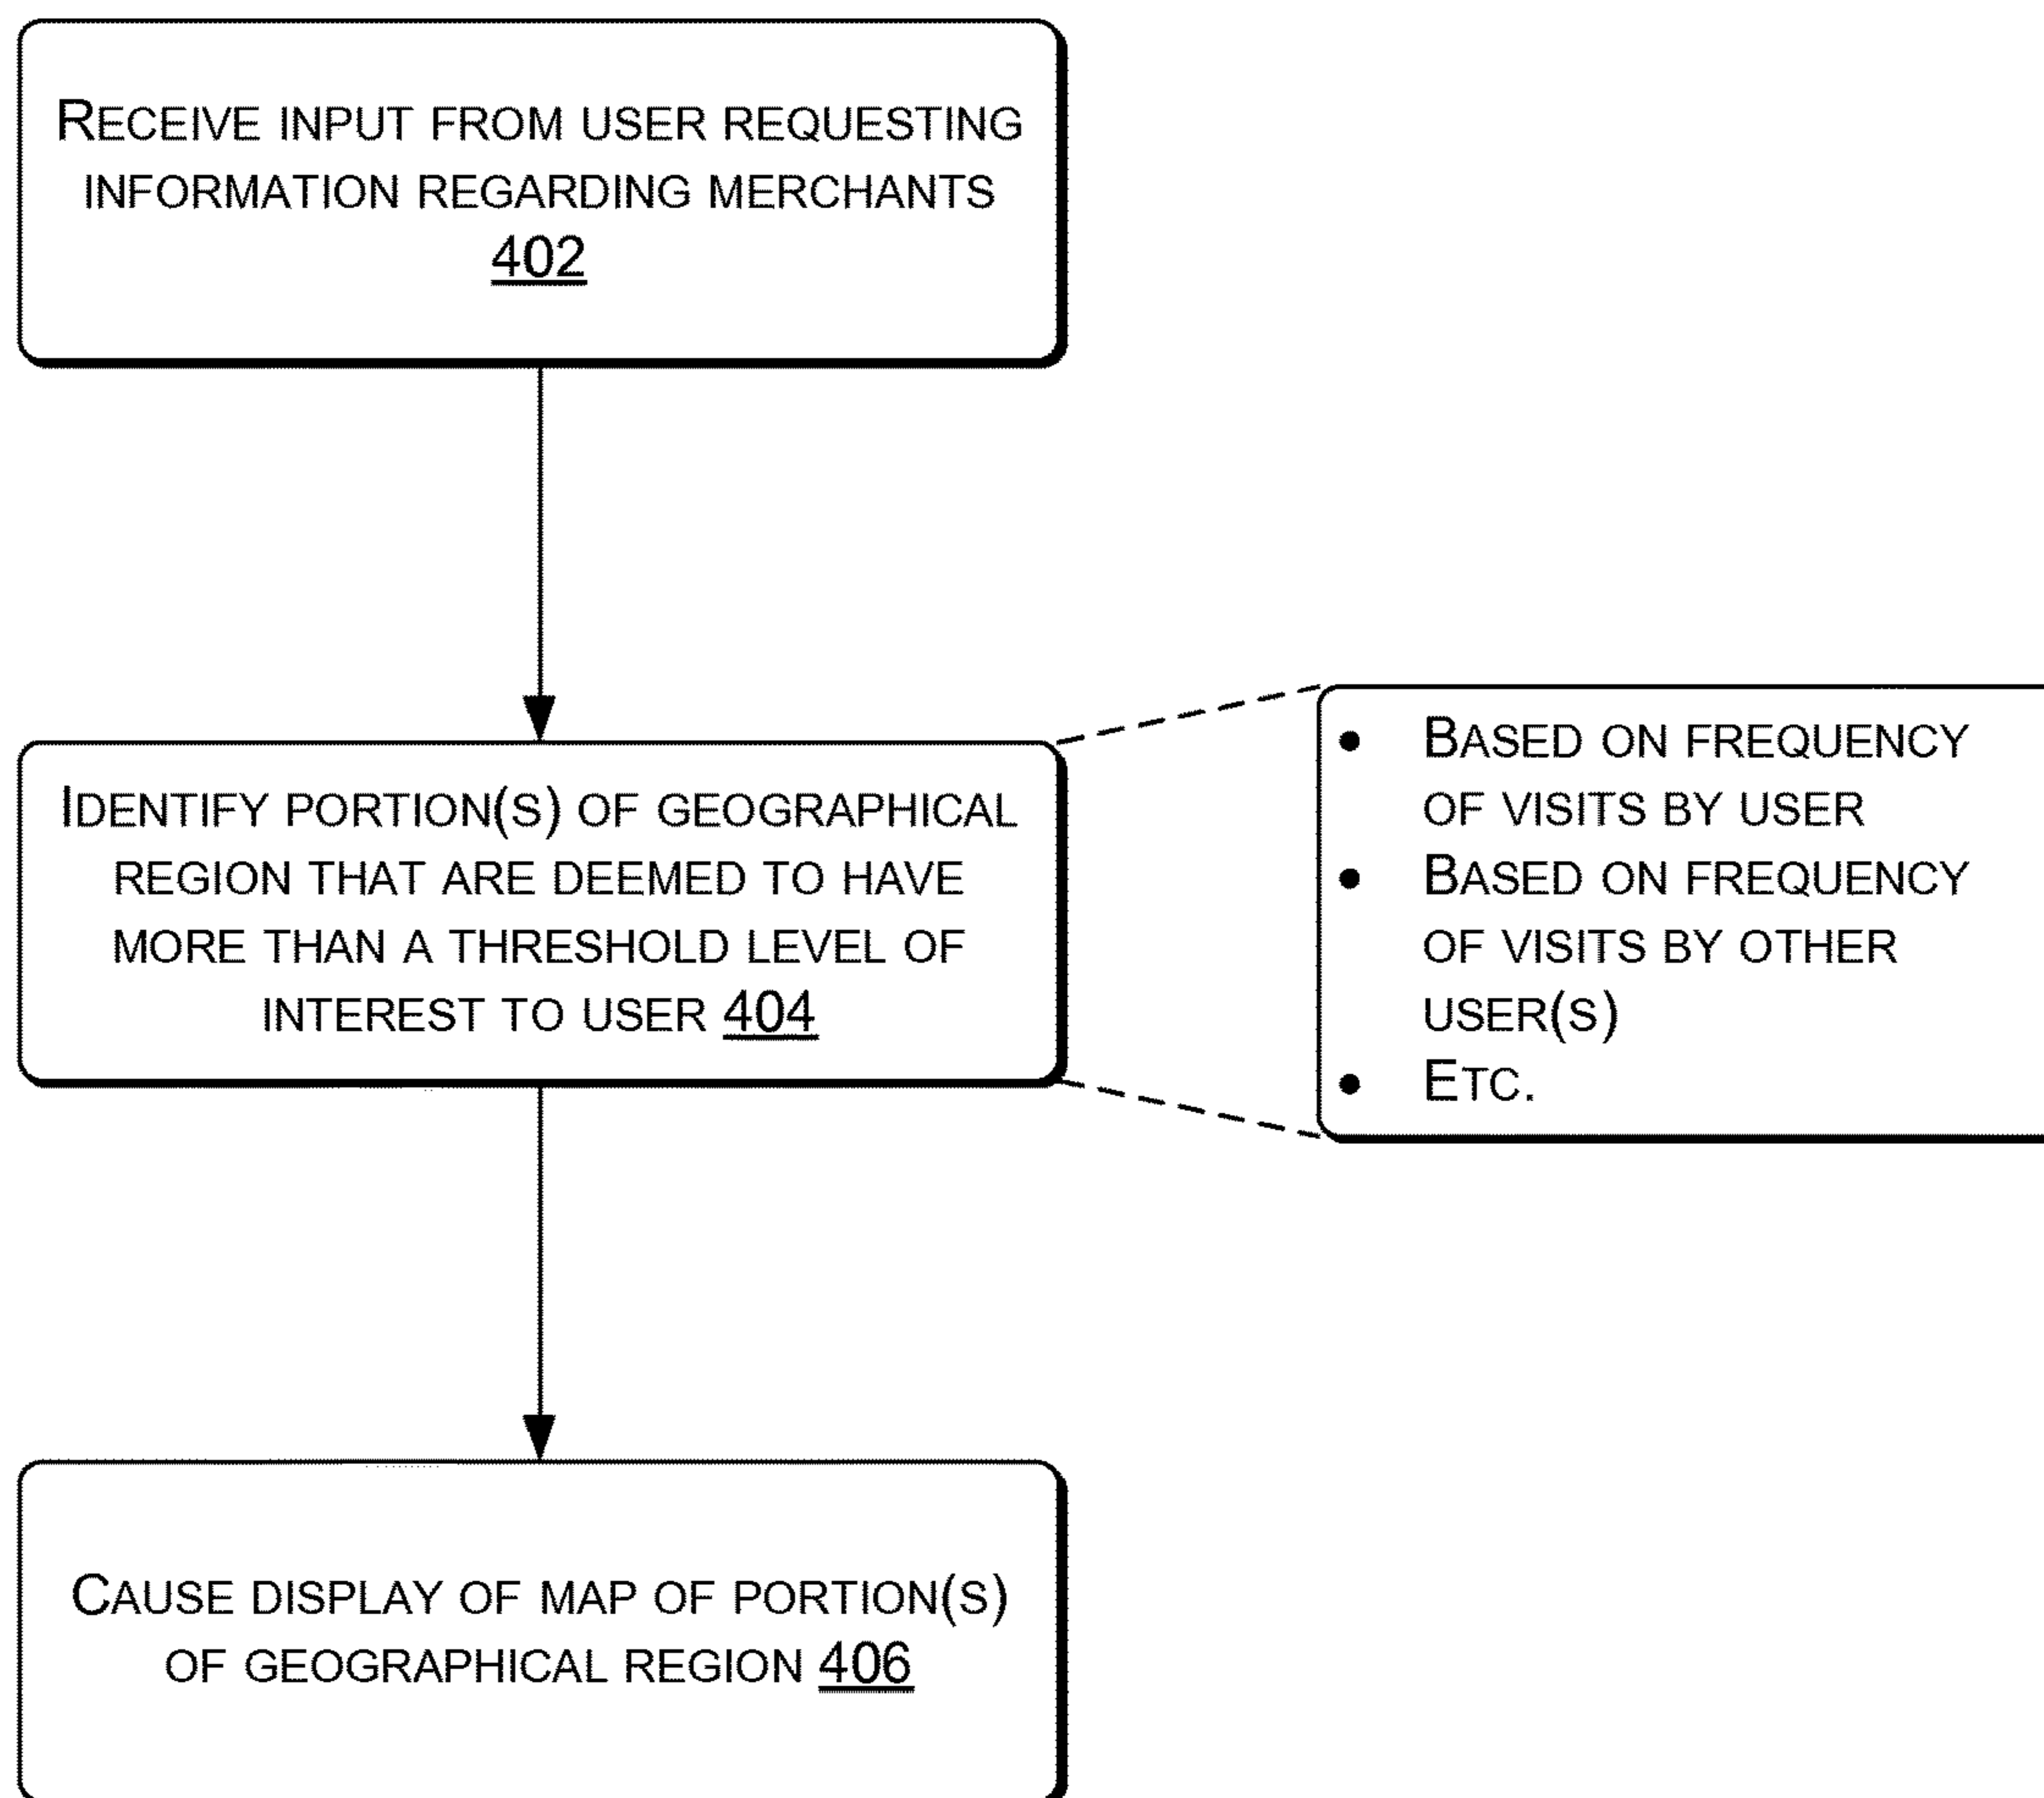 RECEIVE INPUT FROM USER REQUESTING
INFORMATION REGARDING MERCHANTS
402
IDENTIFY PORTION(S) OF GEOGRAPHICAL
REGION THAT ARE DEEMED TO HAVE
MORE THAN A THRESHOLD LEVEL OF
INTEREST TO USER 404
• BASED ON FREQUENCY
OF VISITS BY USER
• BASED ON FREQUENCY
OF VISITS BY OTHER
USER(S)
• ETC.
CAUSE DISPLAY OF MAP OF PORTION(S)
OF GEOGRAPHICAL REGION 406